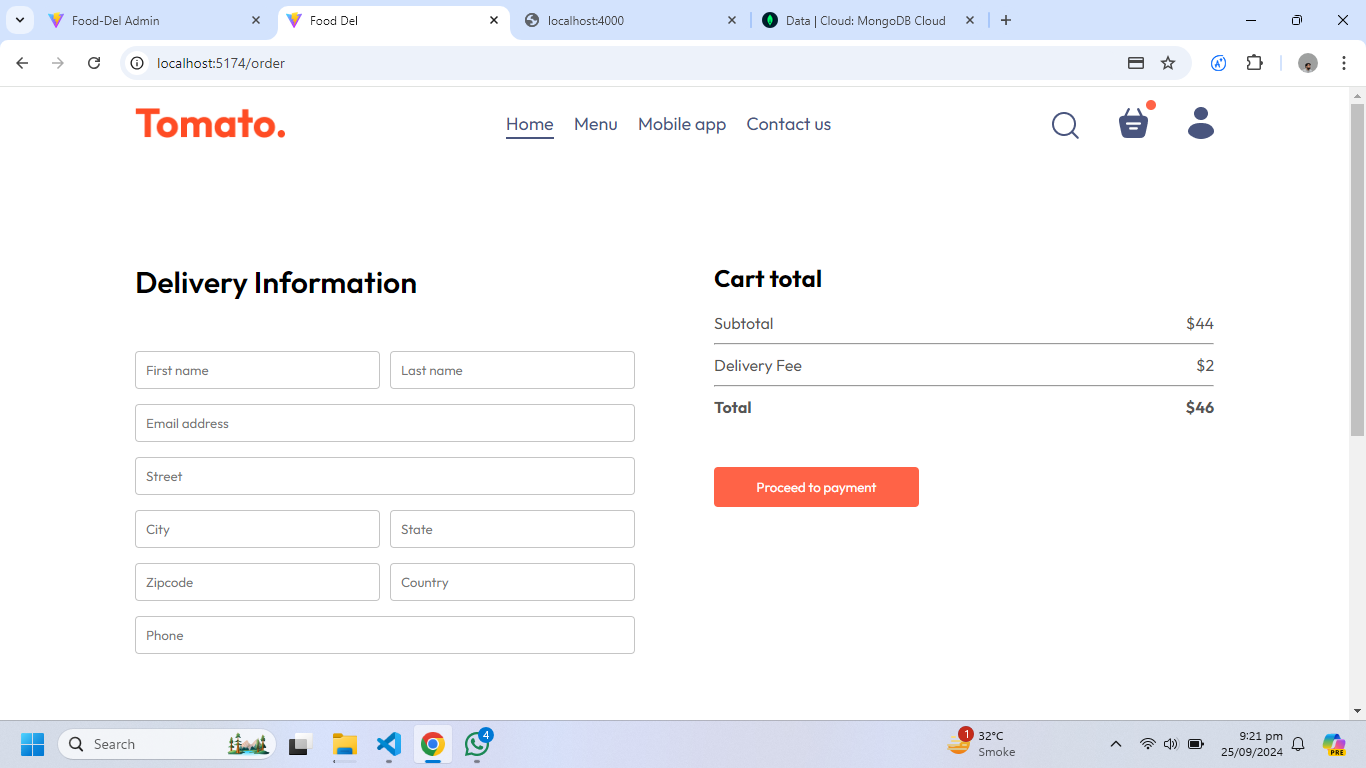 Food-Del Admin
Food Del
localhost:4000
Data | Cloud: MongoDB Cloud
localhost:5174/order
Tomato.
Home Menu Mobile app Contact us
Delivery Information
First name Last name
Email address
Street
City State
Zipcode Country
Phone
Cart total
Subtotal $44
Delivery Fee $2
Total $46
Proceed to payment
Search
4
1
32°C
Smoke
9:21 pm
25/09/2024
PRE